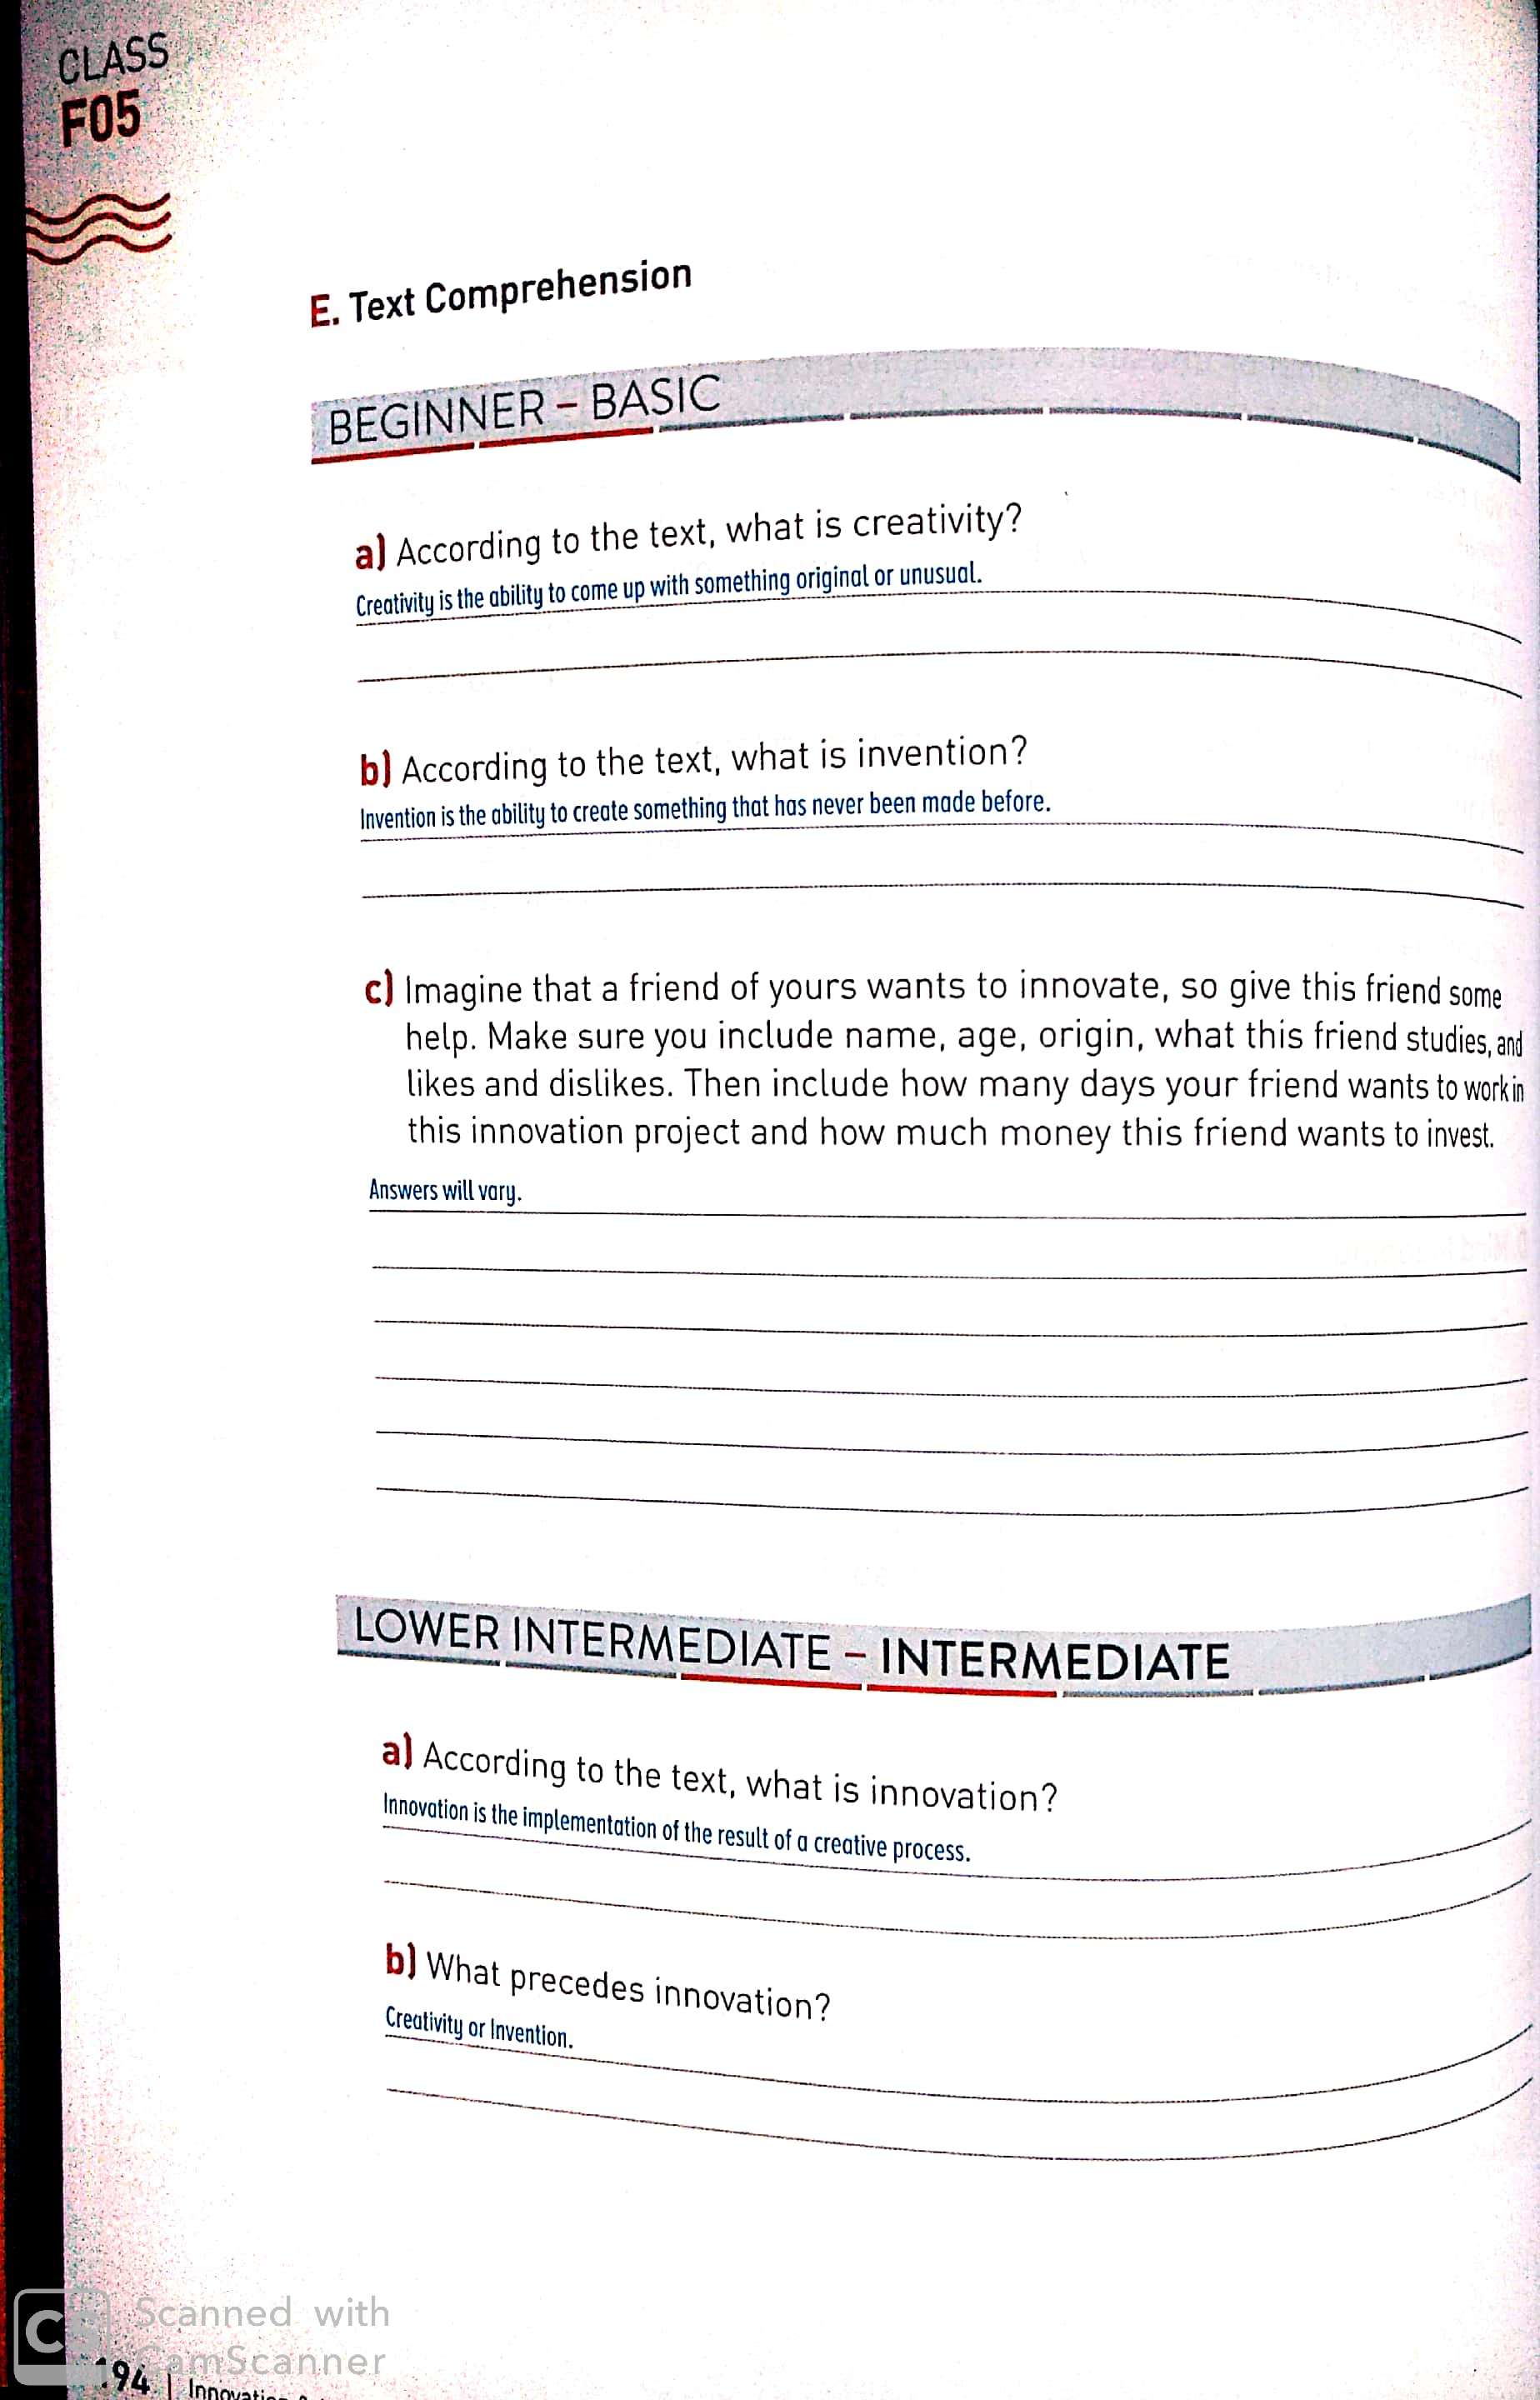 CLASS
F05
E. Text Comprehension
BEGINNER – BASIC
a) According to the text, what is creativity?
Creativity is the ability to come up with something original or unusual.
b) According to the text, what is invention?
Invention is the ability to create something that has never been made before.
c) Imagine that a friend of yours wants to innovate, so give this friend some
help. Make sure you include name, age, origin, what this friend studies, and
likes and dislikes. Then include how many days your friend wants to work in
this innovation project and how much money this friend wants to invest.
Answers will vary.
LOWER INTERMEDIATE – INTERMEDIATE
a) According to the text, what is innovation?
Innovation is the implementation of the result of a creative process.
b) What precedes innovation?
Creativity or Invention.
CS Scanned with
CamScanner
194 |